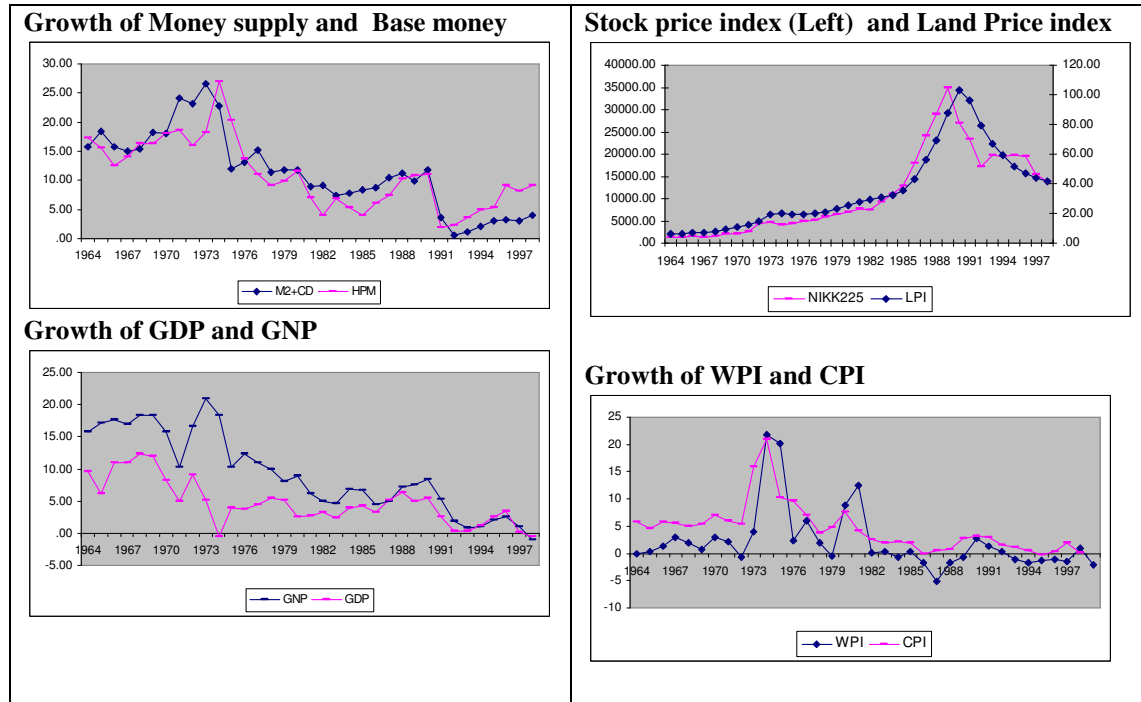 Growth of Money supply and Base money
30.00
25.00
20.00
15.00
10.00
5.00
.00
1964 1967 1970 1973 1976 1979 1982 1985 1988 1991 1994 1997
M2+CD HPM
Growth of GDP and GNP
25.00
20.00
15.00
10.00
5.00
.00
-5.00
1964 1967 1970 1973 1976 1979 1982 1985 1988 1991 1994 1997
GNP GDP
Stock price index (Left) and Land Price index
40000.00 120.00
35000.00 100.00
30000.00
25000.00 80.00
20000.00 60.00
15000.00 40.00
10000.00
5000.00 20.00
.00 .00
1964 1967 1970 1973 1976 1979 1982 1985 1988 1991 1994 1997
NIKK225 LPI
Growth of WPI and CPI
25
20
15
10
5
0
-5
-10
1964 1967 1970 1973 1976 1979 1982 1985 1988 1991 1994 1997
WPI CPI